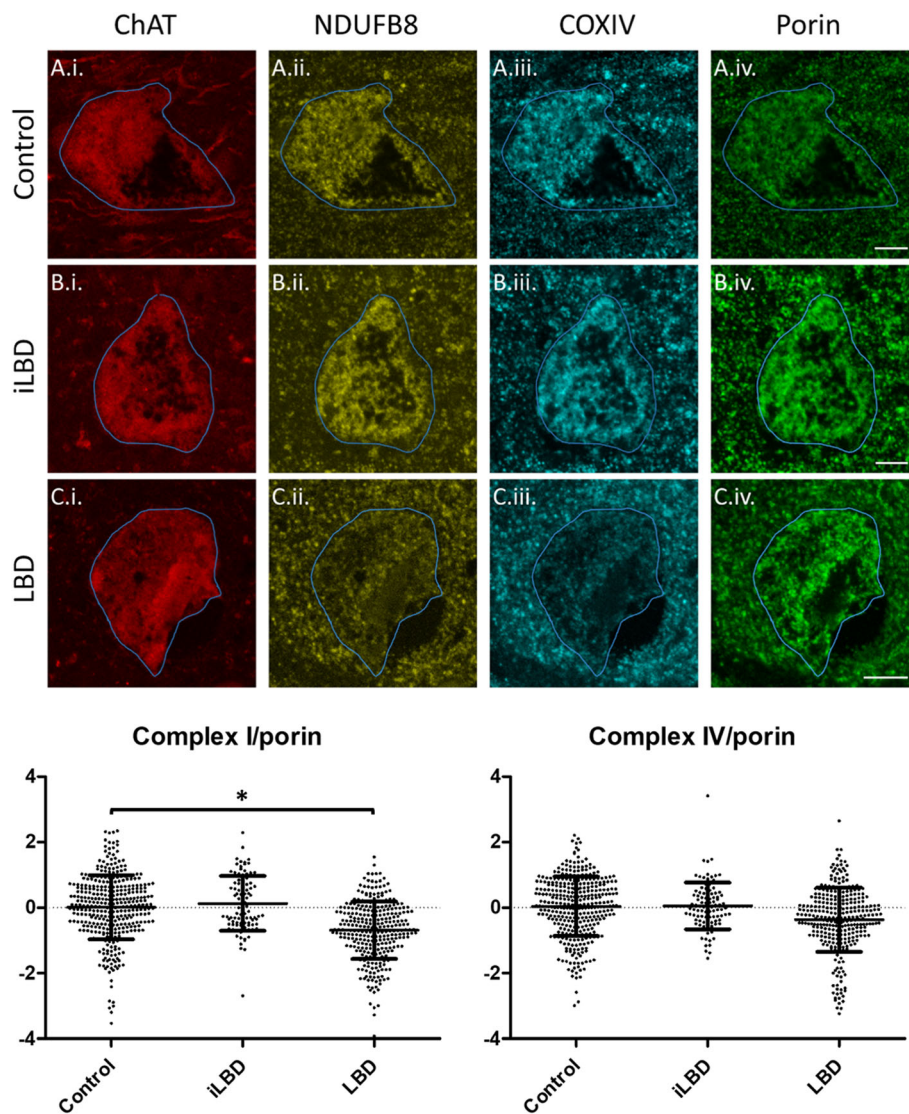 ChAT NDUFB8 COXIV Porin
Control
A.i. A.ii. A.iii. A.iv.
iLBD
B.i. B.ii. B.iii. B.iv.
LBD
C.i. C.ii. C.iii. C.iv.
Complex I/porin
4
2
0
-2
-4
*
Control iLBD LBD
Complex IV/porin
4
2
0
-2
-4
Control iLBD LBD